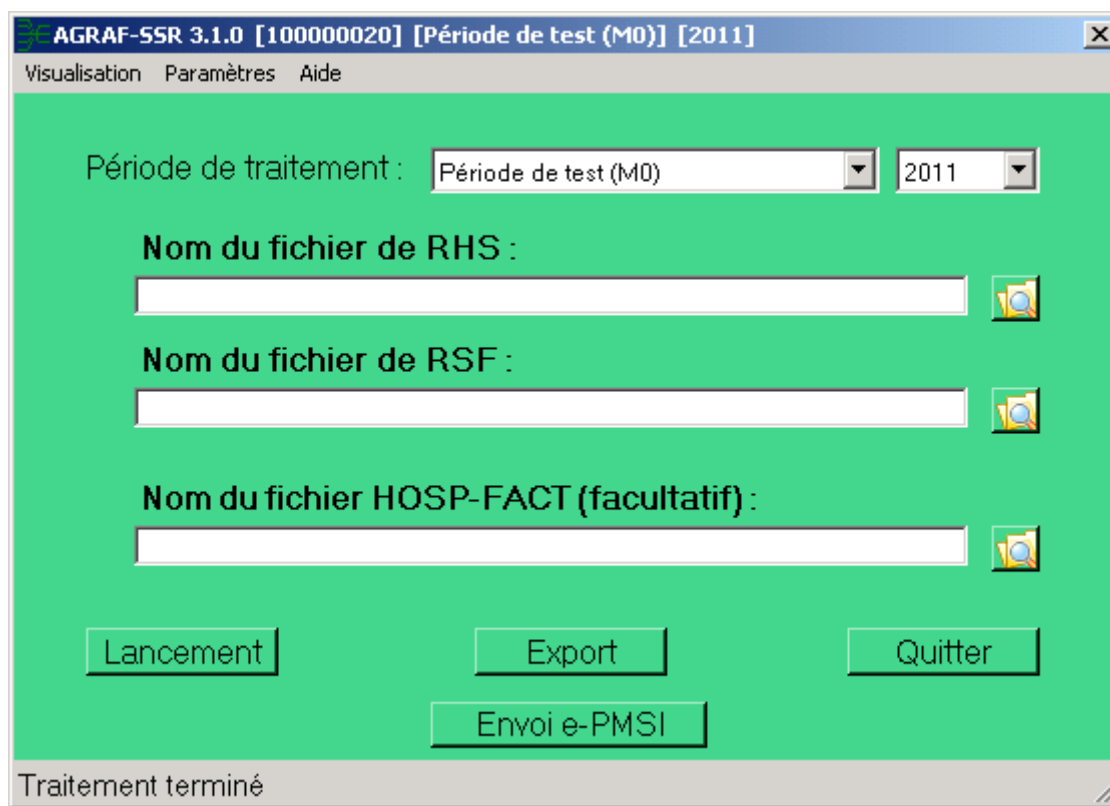 AGRAF-SSR 3.1.0 [100000020] [Période de test (M0)] [2011]
Visualisation Paramètres Aide
Période de traitement : Période de test (M0) 2011
Nom du fichier de RHS :
Nom du fichier de RSF :
Nom du fichier HOSP-FACT (facultatif) :
Lancement Export Quitter
Envoi e-PMSI
Traitement terminé